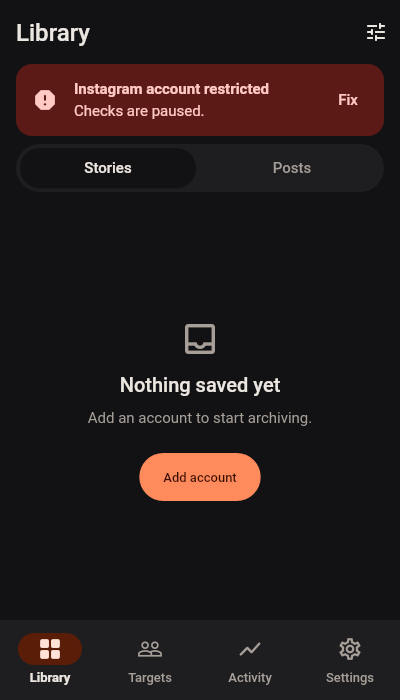 Library
Instagram account restricted
Checks are paused.
Fix
Stories
Posts
Nothing saved yet
Add an account to start archiving.
Add account
Library
Targets
Activity
Settings